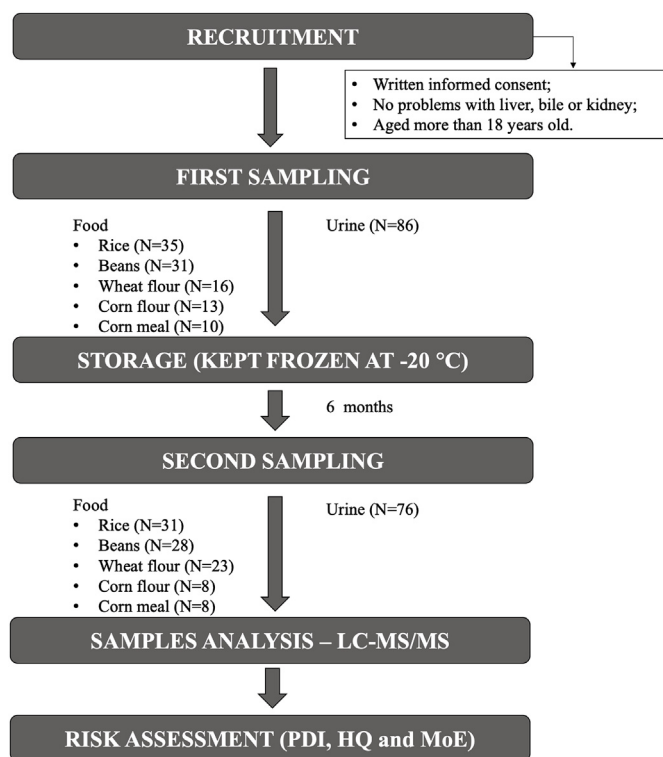 RECRUITMENT
• Written informed consent;
• No problems with liver, bile or kidney;
• Aged more than 18 years old.
FIRST SAMPLING
Food
• Rice (N=35)
• Beans (N=31)
• Wheat flour (N=16)
• Corn flour (N=13)
• Corn meal (N=10)
Urine (N=86)
STORAGE (KEPT FROZEN AT -20 °C)
6 months
SECOND SAMPLING
Food
• Rice (N=31)
• Beans (N=28)
• Wheat flour (N=23)
• Corn flour (N=8)
• Corn meal (N=8)
Urine (N=76)
SAMPLES ANALYSIS – LC-MS/MS
RISK ASSESSMENT (PDI, HQ and MoE)